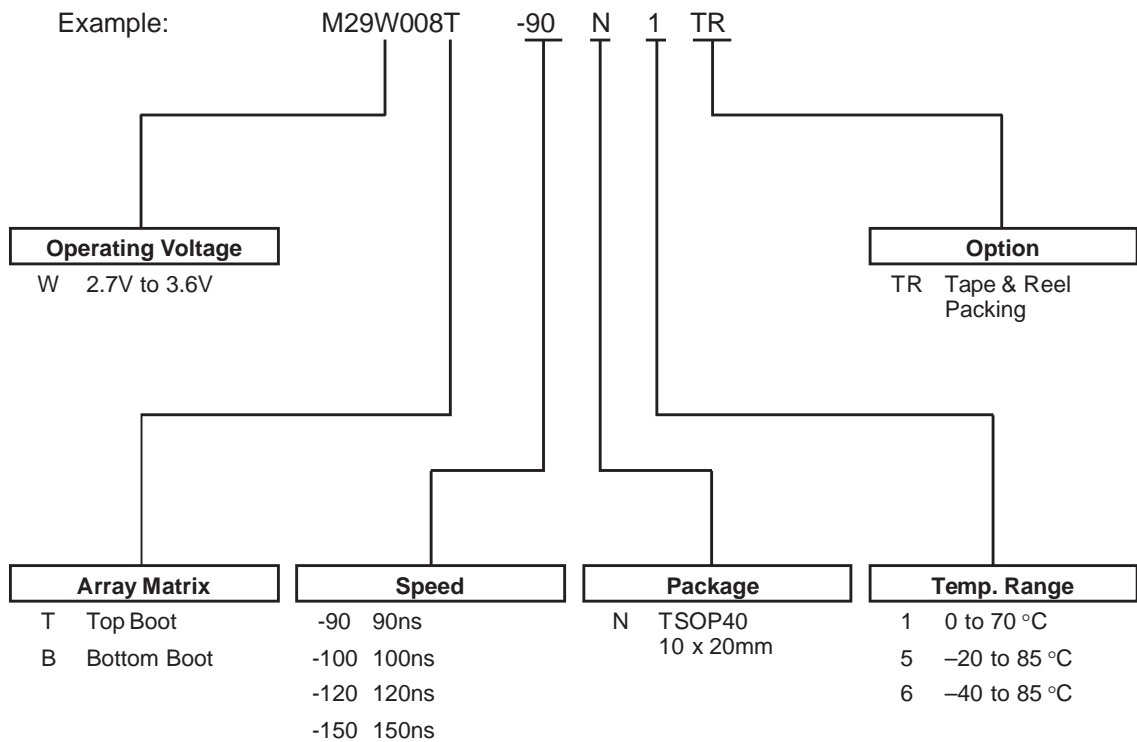 Example: M29W008T -90 N 1 TR
Operating Voltage
W 2.7V to 3.6V
Option
TR Tape & Reel
Packing
Array Matrix
T Top Boot
B Bottom Boot
Speed
-90 90ns
-100 100ns
-120 120ns
-150 150ns
Package
N TSOP40
10 x 20mm
Temp. Range
1 0 to 70 °C
5 –20 to 85 °C
6 –40 to 85 °C